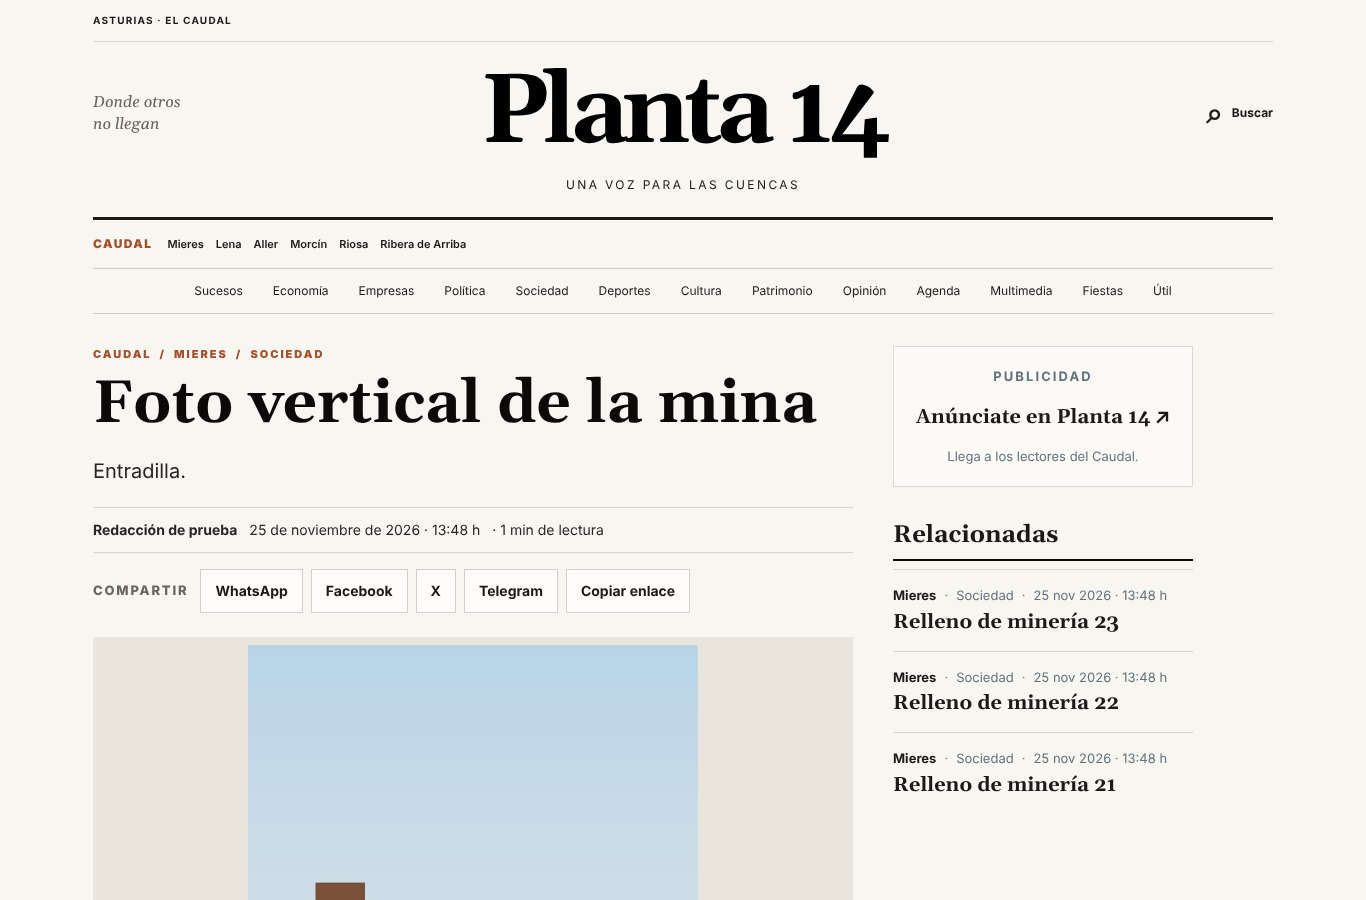 ASTURIAS · EL CAUDAL
Donde otros
no llegan
Planta 14
Buscar
UNA VOZ PARA LAS CUENCAS
CAUDAL Mieres Lena Aller Morcín Riosa Ribera de Arriba
Sucesos Economía Empresas Política Sociedad Deportes Cultura Patrimonio Opinión Agenda Multimedia Fiestas Útil
CAUDAL / MIERES / SOCIEDAD
Foto vertical de la mina
Entradilla.
Redacción de prueba 25 de noviembre de 2026 · 13:48 h · 1 min de lectura
COMPARTIR WhatsApp Facebook X Telegram Copiar enlace
PUBLICIDAD
Anúnciate en Planta 14 ↗
Llega a los lectores del Caudal.
Relacionadas
Mieres · Sociedad · 25 nov 2026 · 13:48 h
Relleno de minería 23
Mieres · Sociedad · 25 nov 2026 · 13:48 h
Relleno de minería 22
Mieres · Sociedad · 25 nov 2026 · 13:48 h
Relleno de minería 21